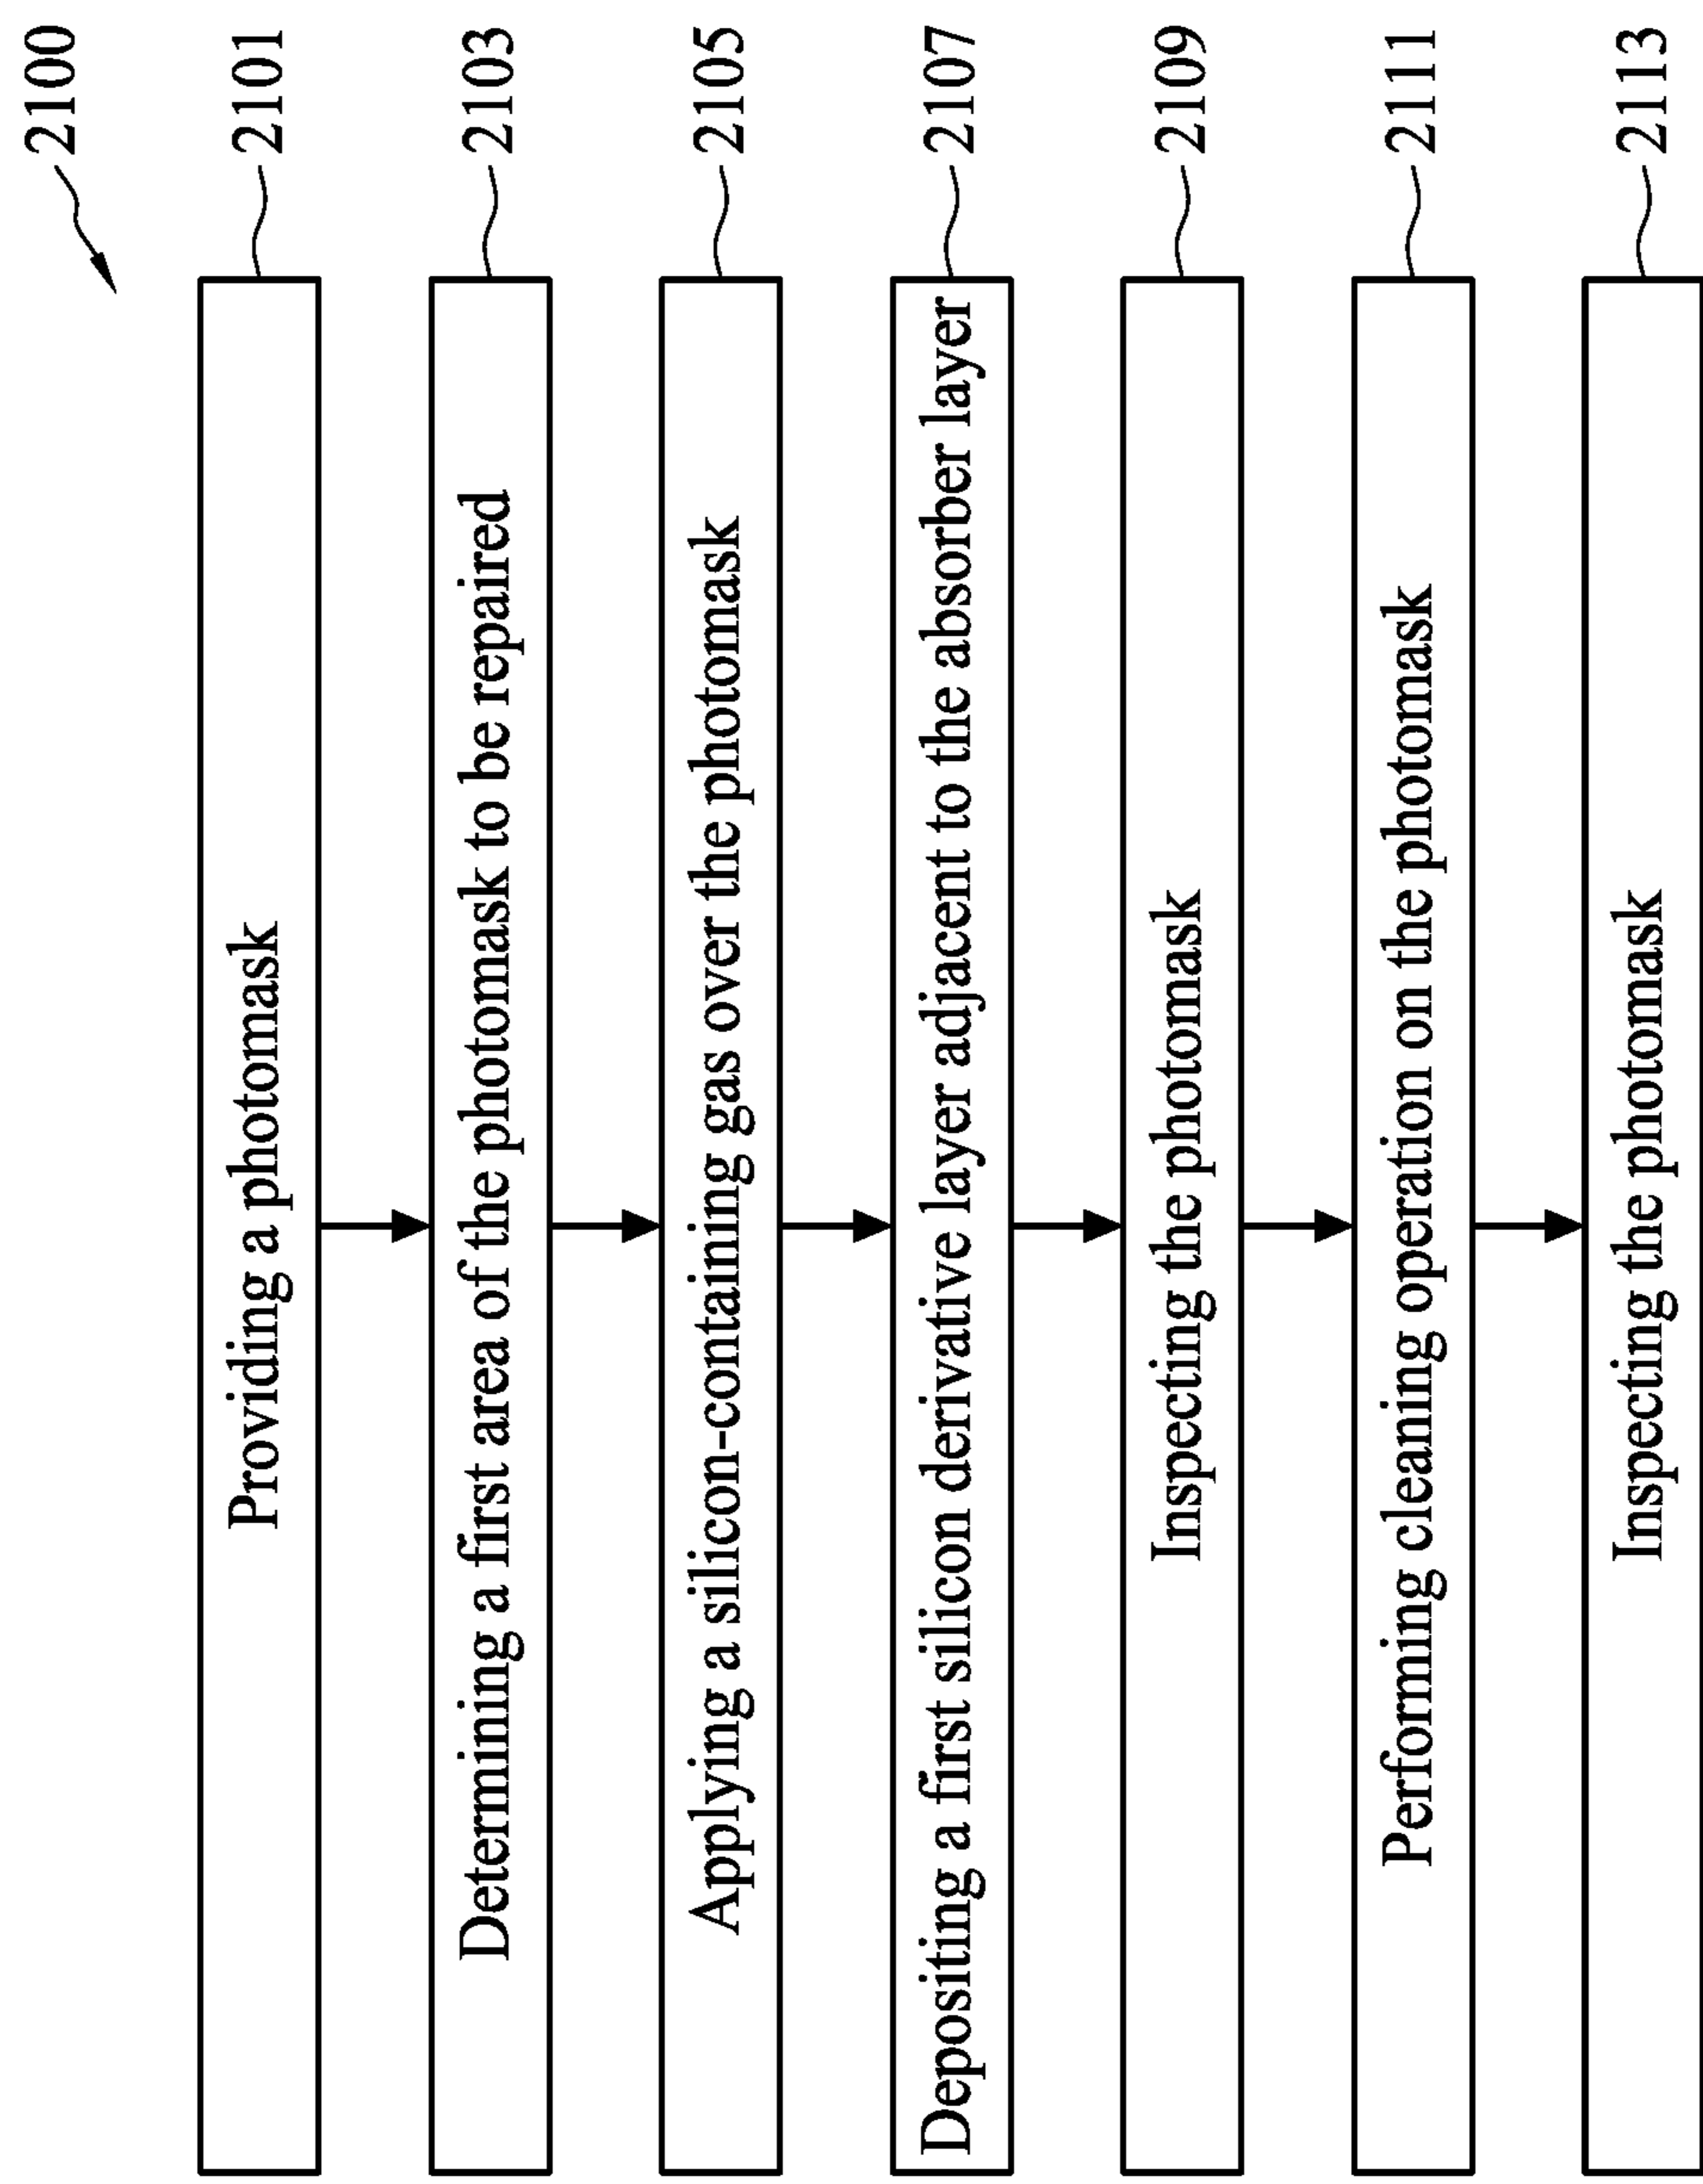 2100
Providing a photomask 2101
Determining a first area of the photomask to be repaired 2103
Applying a silicon-containing gas over the photomask 2105
Depositing a first silicon derivative layer adjacent to the absorber layer 2107
Inspecting the photomask 2109
Performing cleaning operation on the photomask 2111
Inspecting the photomask 2113